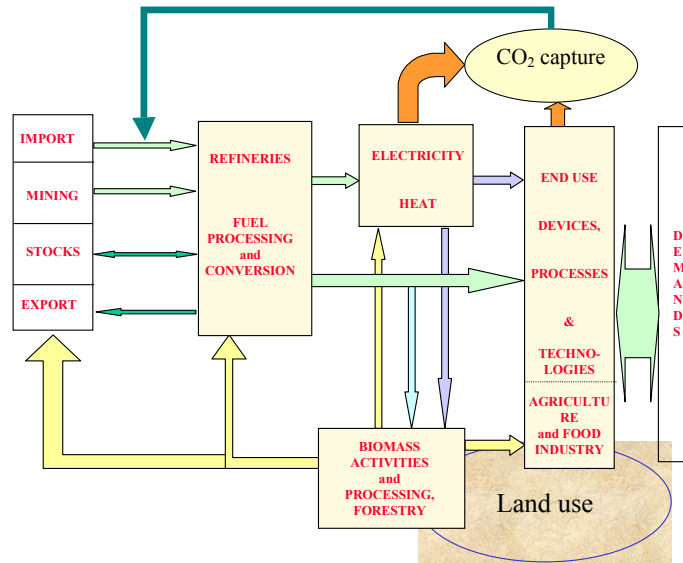 CO₂ capture
IMPORT
MINING
STOCKS
EXPORT
REFINERIES
FUEL
PROCESSING
and
CONVERSION
ELECTRICITY
HEAT
END USE
DEVICES,
PROCESSES
&
TECHNO-
LOGIES
AGRICULTU
RE
and FOOD
INDUSTRY
D
E
M
A
N
D
S
BIOMASS
ACTIVITIES
and
PROCESSING,
FORESTRY
Land use